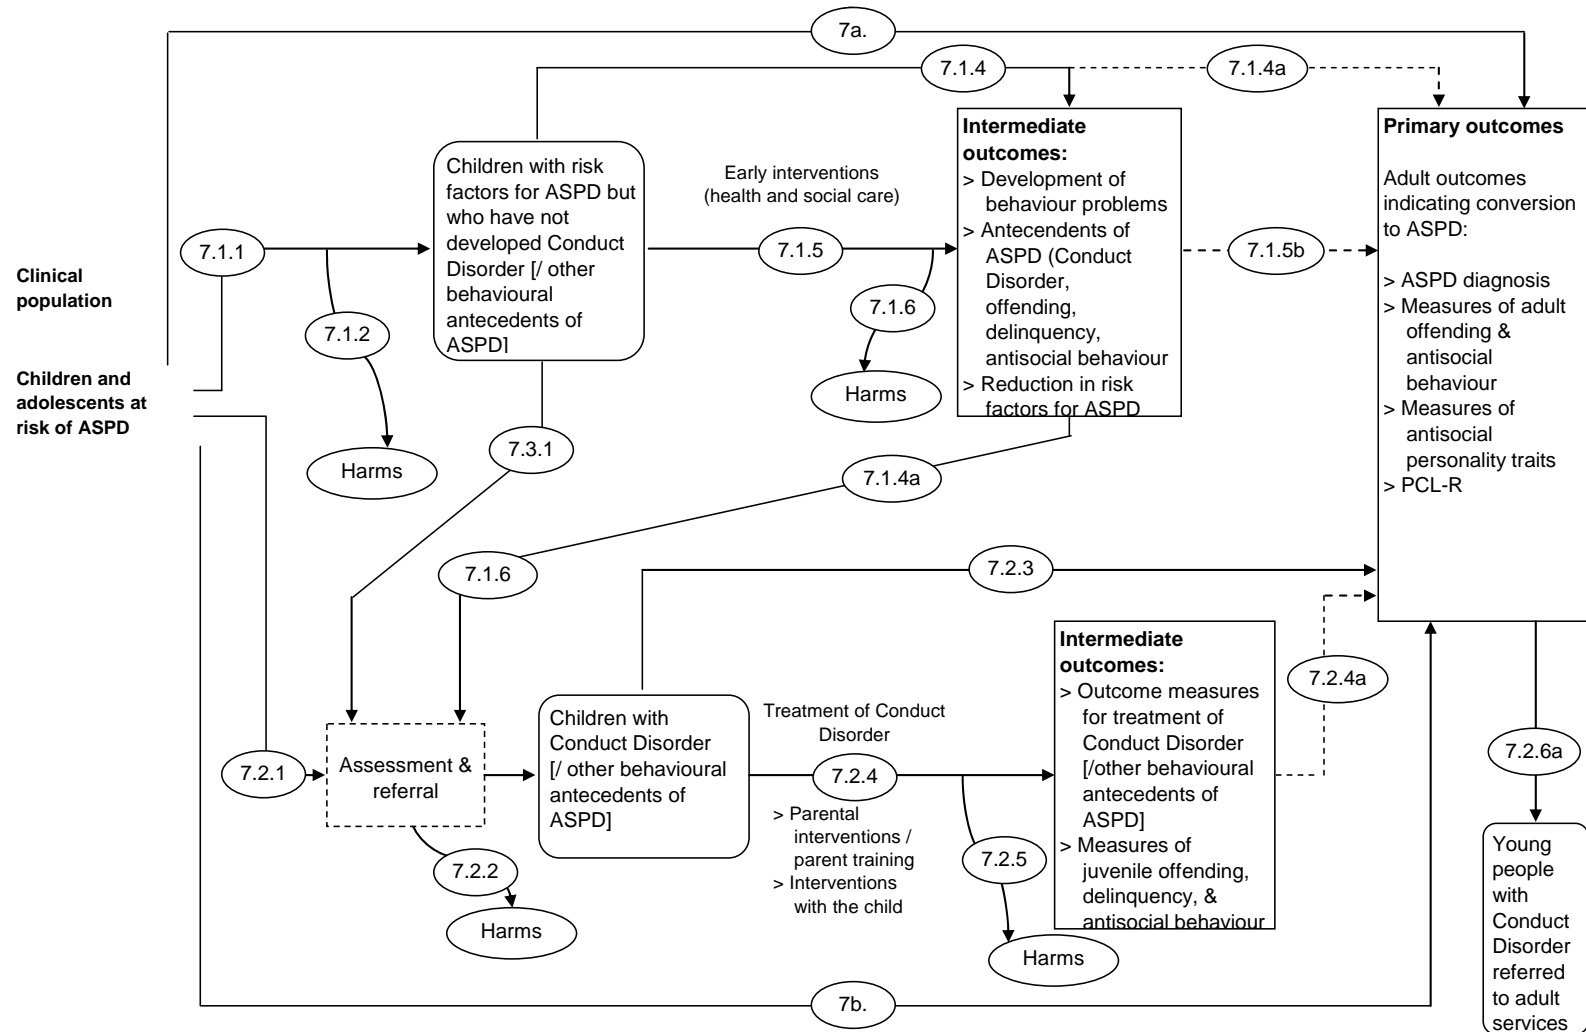 7a.
7.1.4
7.1.4a
Clinical
population
Children and
adolescents at
risk of ASPD
7.1.1
7.1.2
Harms
Children with risk
factors for ASPD but
who have not
developed Conduct
Disorder [/ other
behavioural
antecedents of
ASPD]
Early interventions
(health and social care)
7.1.5
7.1.6
Harms
Intermediate
outcomes:
> Development of
behaviour problems
> Antecendents of
ASPD (Conduct
Disorder,
offending,
delinquency,
antisocial behaviour
> Reduction in risk
factors for ASPD
7.1.5b
Primary outcomes
Adult outcomes
indicating conversion
to ASPD:
> ASPD diagnosis
> Measures of adult
offending &
antisocial
behaviour
> Measures of
antisocial
personality traits
> PCL-R
7.3.1
7.1.4a
7.1.6
7.2.3
7.2.1
Assessment &
referral
7.2.2
Harms
Children with
Conduct Disorder
[/ other behavioural
antecedents of
ASPD]
Treatment of Conduct
Disorder
7.2.4
> Parental
interventions /
parent training
> Interventions
with the child
7.2.5
Harms
Intermediate
outcomes:
> Outcome measures
for treatment of
Conduct Disorder
[/other behavioural
antecedents of
ASPD]
> Measures of
juvenile offending,
delinquency, &
antisocial behaviour
7.2.4a
7.2.6a
Young
people
with
Conduct
Disorder
referred
to adult
services
7b.